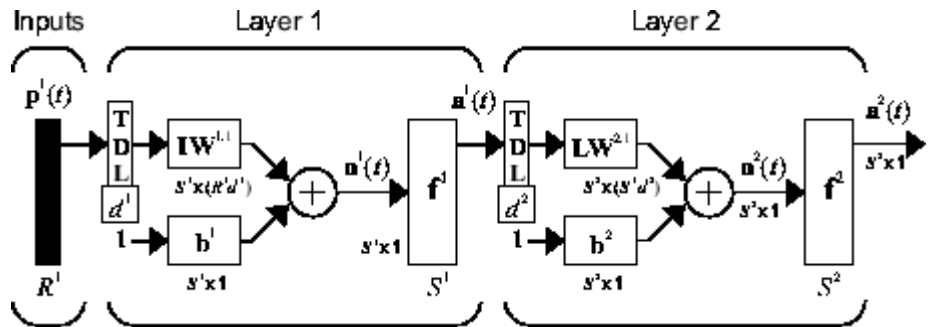 Inputs
Layer 1
Layer 2
p¹(t)
a¹(t)
a²(t)
T
D
L
d¹
IW¹·¹
S¹x(R¹d¹)
n¹(t)
f¹
1
b¹
S¹x1
S¹x1
R¹
S¹
T
D
L
d²
LW²·¹
S²x(S¹d²)
n²(t)
S²x1
f²
S²x1
1
b²
S²x1
S²